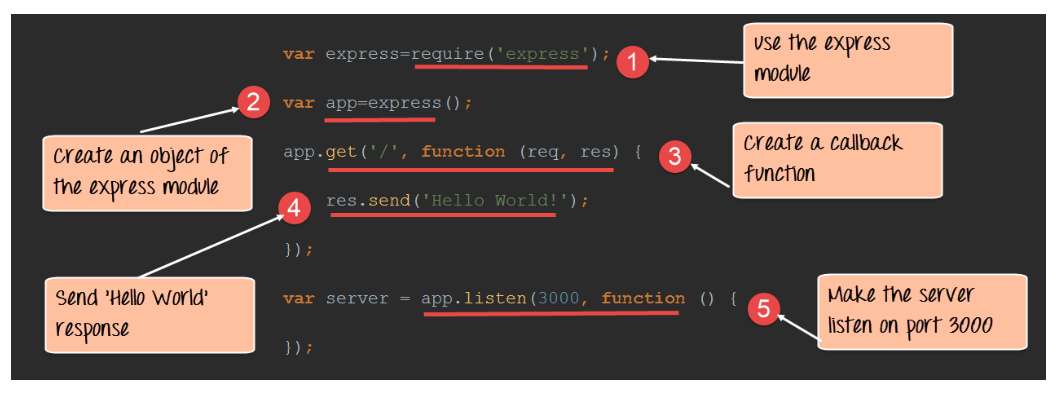 var express=require('express');
1
use the express
module
2
var app=express();
Create an object of
the express module
app.get('/', function (req, res) {
3
Create a callback
function
4
res.send('Hello World!');
});
Send 'Hello World'
response
var server = app.listen(3000, function () {
5
Make the server
listen on port 3000
});